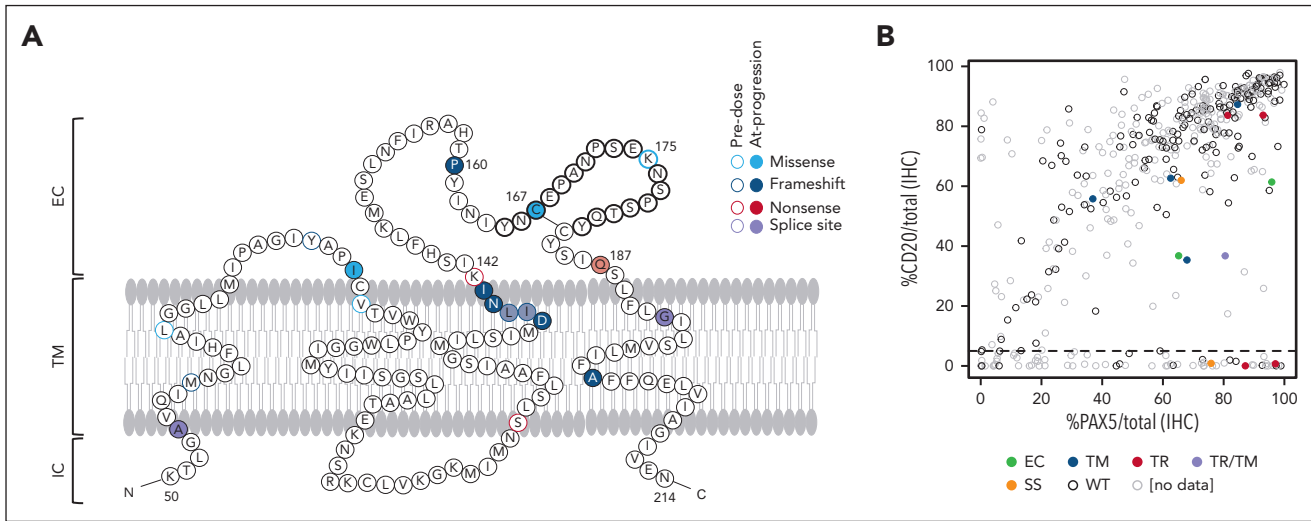 A
EC
TM
IC
N
50
K T L G A V Q I M N G L F H I A L G G L L M I P A G I Y A P I C V T V W Y P L W G G I M Y I I S G S L L A A T E K N S R K C L V K G K M I M N S L S L F A A I S G M I L S I M D I L N I K I S H F L K M E S L N F I R A H T P Y I N I Y N C E P A N P S E K N S P S T Q Y C Y S I Q S L F L G I L S V M L I F A F F Q E L V I A G I V E N
142
160
167
175
187
214
C
Pre-dose
At-progression
Missense
Frameshift
Nonsense
Splice site
B
%CD20/total (IHC)
100
80
60
40
20
0
0 20 40 60 80 100
%PAX5/total (IHC)
EC TM TR TR/TM
SS WT [no data]